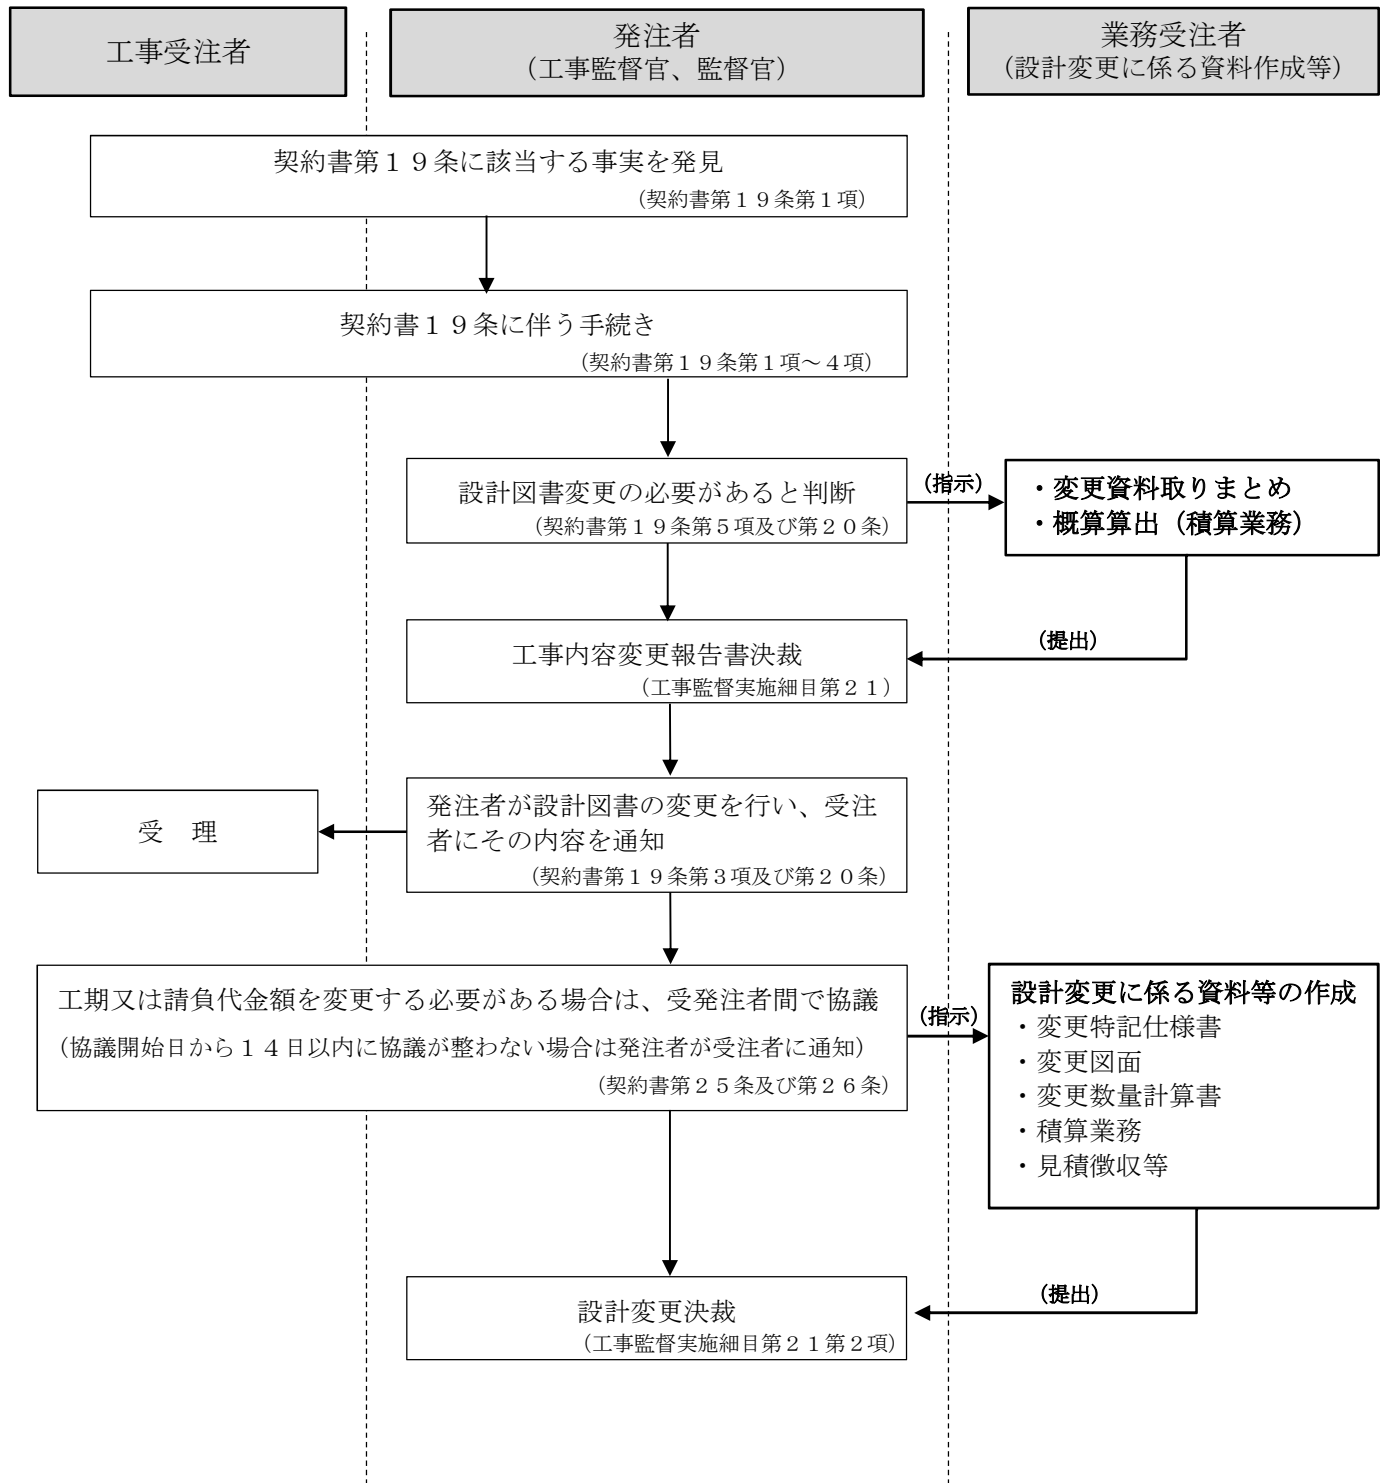 工事受注者
発注者
（工事監督官、監督官）
業務受注者
（設計変更に係る資料作成等）
契約書第１９条に該当する事実を発見
（契約書第１９条第１項）
契約書１９条に伴う手続き
（契約書第１９条第１項～４項）
設計図書変更の必要があると判断
（契約書第１９条第５項及び第２０条）
（指示）
・変更資料取りまとめ
・概算算出（積算業務）
（提出）
工事内容変更報告書決裁
（工事監督実施細目第２１）
発注者が設計図書の変更を行い、受注
者にその内容を通知
（契約書第１９条第３項及び第２０条）
受　理
工期又は請負代金額を変更する必要がある場合は、受発注者間で協議
（協議開始日から１４日以内に協議が整わない場合は発注者が受注者に通知）
（契約書第２５条及び第２６条）
（指示）
設計変更に係る資料等の作成
・変更特記仕様書
・変更図面
・変更数量計算書
・積算業務
・見積徴収等
（提出）
設計変更決裁
（工事監督実施細目第２１第２項）